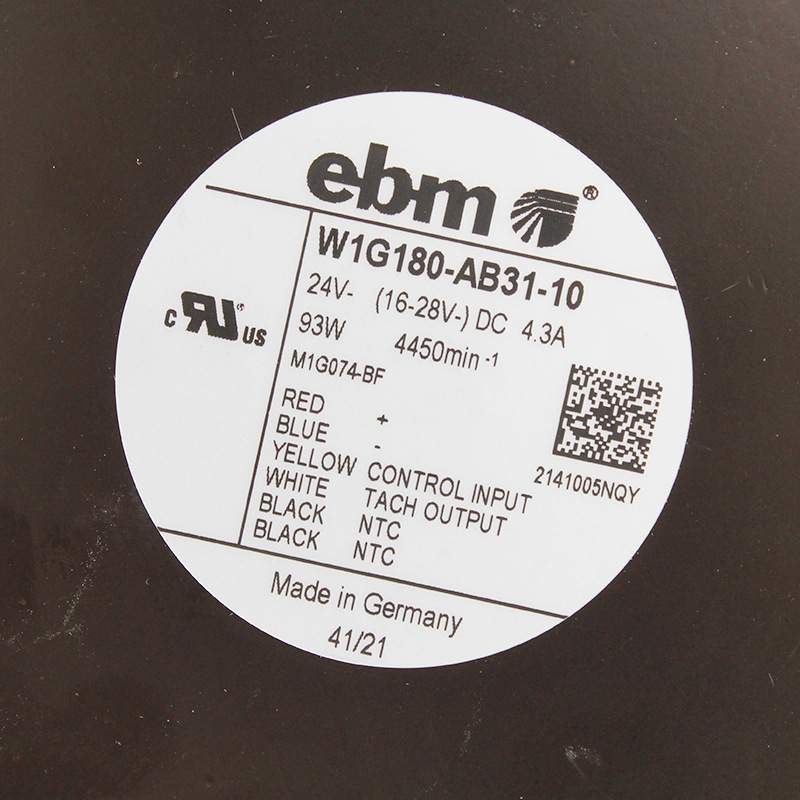 ebm ®
W1G180-AB31-10
24V- (16-28V-) DC 4.3A
93W 4450min-1
M1G074-BF
c RU US
RED +
BLUE -
YELLOW CONTROL INPUT
WHITE TACH OUTPUT
BLACK NTC
BLACK NTC
2141005NQY
Made in Germany
41/21